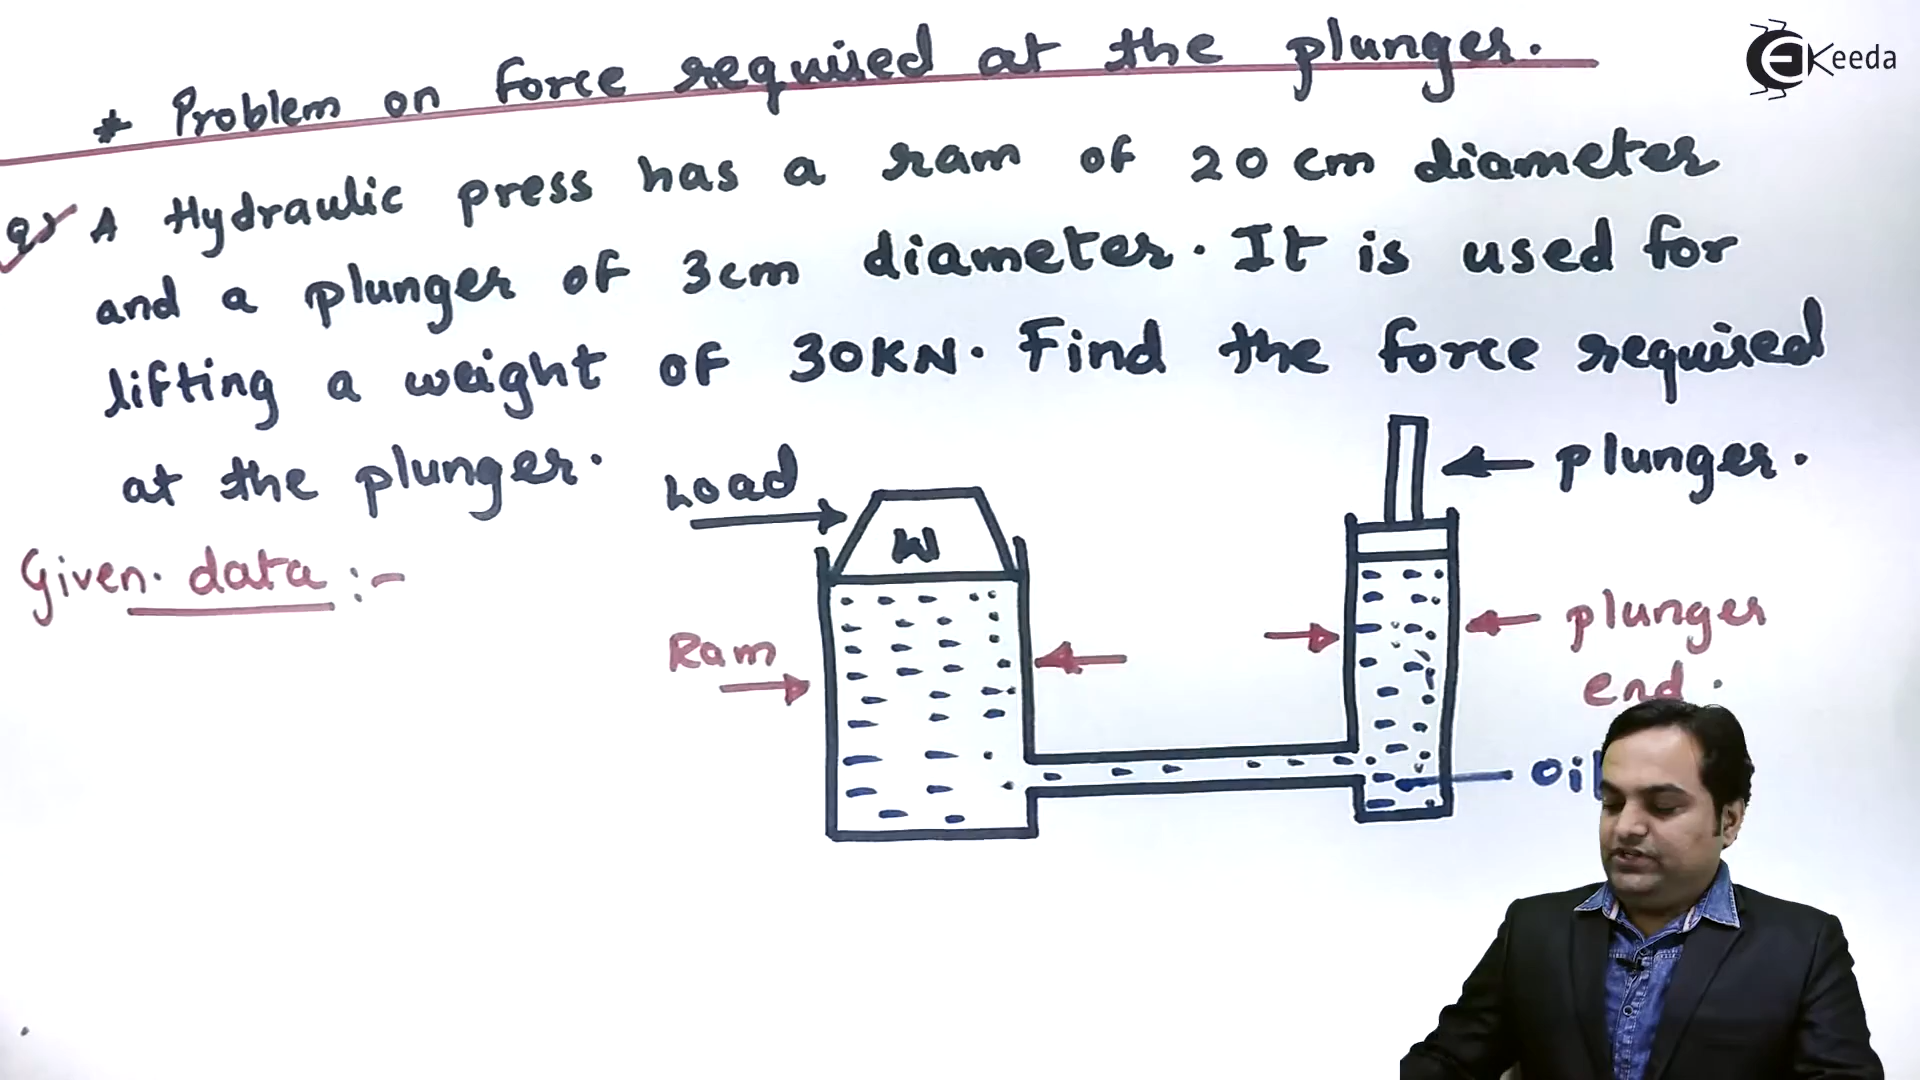 * Problem on force required at the plunger.
Keeda
Q> A Hydraulic press has a ram of 20 cm diameter
and a plunger of 3cm diameter. It is used for
lifting a weight of 30KN. Find the force required
at the plunger.
Load
plunger.
W
Given data :-
Ram
plunger
end.
Oil